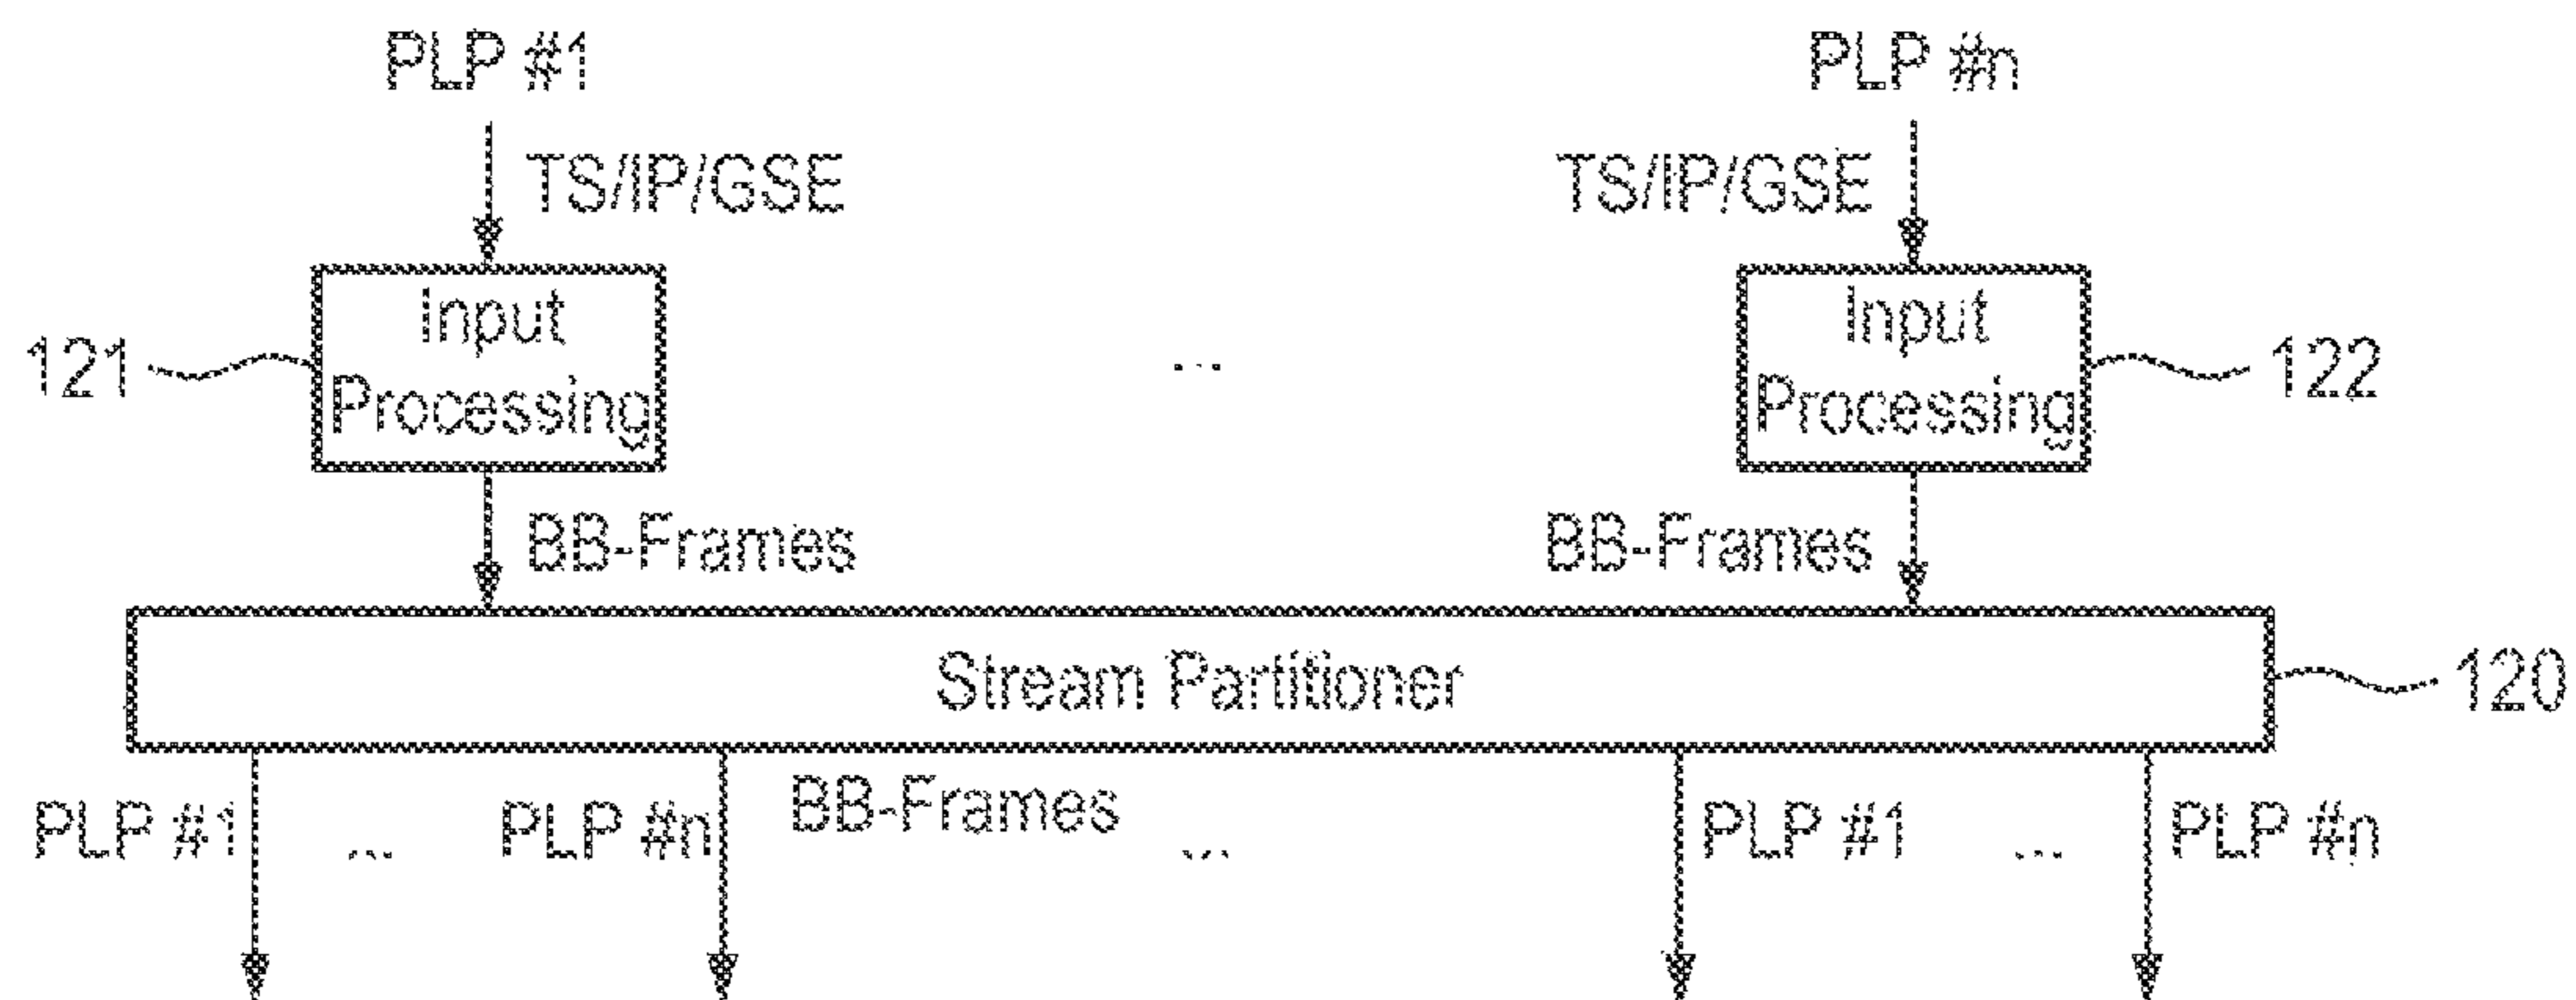 PLP #1
PLP #n
TS/IP/GSE
TS/IP/GSE
Input
Processing
Input
Processing
121
...
122
BB-Frames
BB-Frames
Stream Partitioner
120
PLP #1
...
PLP #n
BB-Frames
...
PLP #1
...
PLP #n